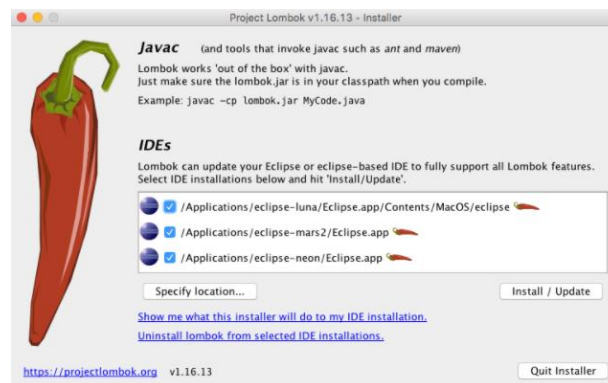 Project Lombok v1.16.13 - Installer
Javac (and tools that invoke javac such as ant and maven)
Lombok works 'out of the box' with javac.
Just make sure the lombok.jar is in your classpath when you compile.
Example: javac -cp lombok.jar MyCode.java
IDEs
Lombok can update your Eclipse or eclipse-based IDE to fully support all Lombok features.
Select IDE installations below and hit 'Install/Update'.
/Applications/eclipse-luna/Eclipse.app/Contents/MacOS/eclipse
/Applications/eclipse-mars2/Eclipse.app
/Applications/eclipse-neon/Eclipse.app
Specify location... Install / Update
Show me what this installer will do to my IDE installation.
Uninstall lombok from selected IDE installations.
https://projectlombok.org v1.16.13 Quit Installer